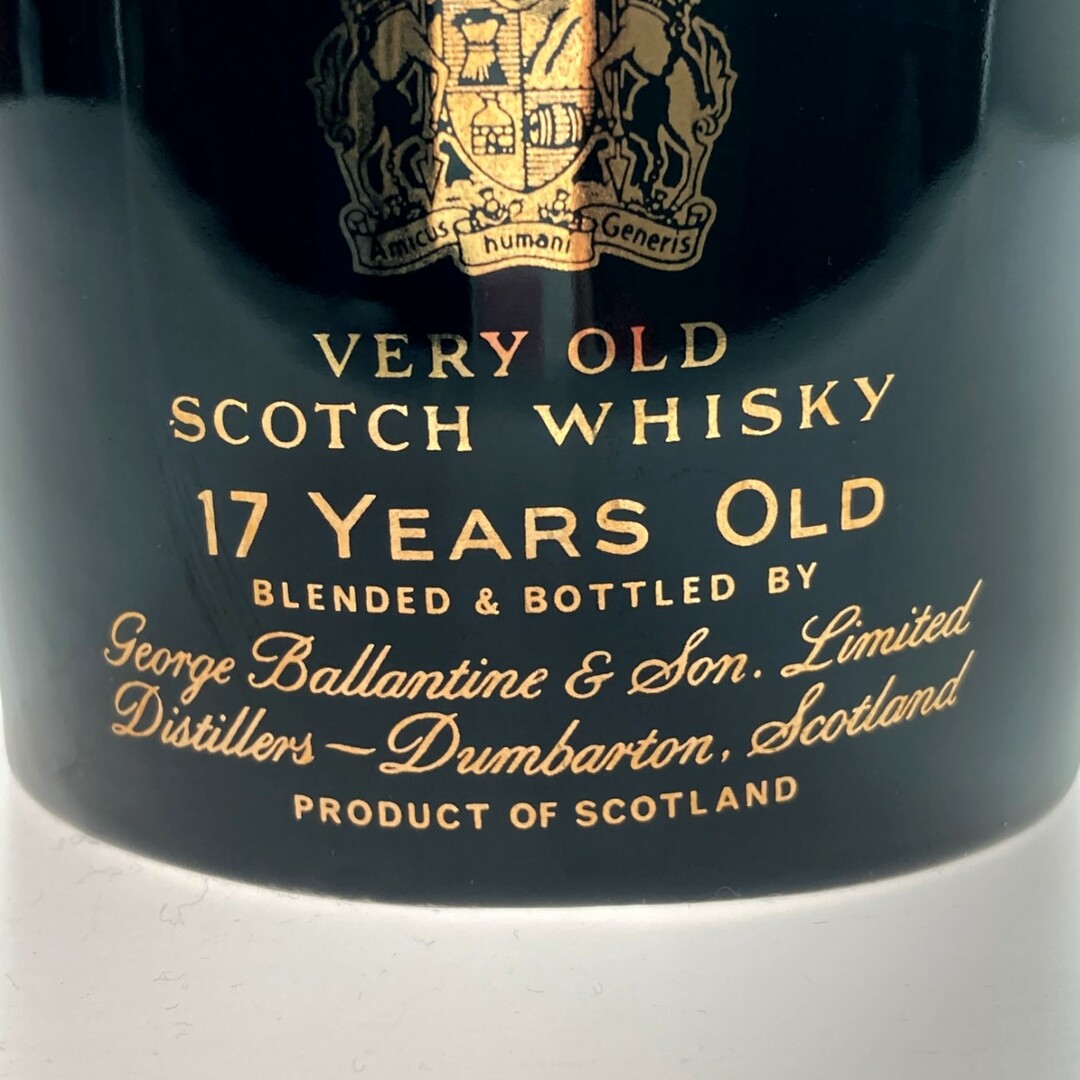 Amicus humani Generis
VERY OLD
SCOTCH WHISKY
17 YEARS OLD
BLENDED & BOTTLED BY
George Ballantine & Son. Limited
Distillers — Dumbarton, Scotland
PRODUCT OF SCOTLAND